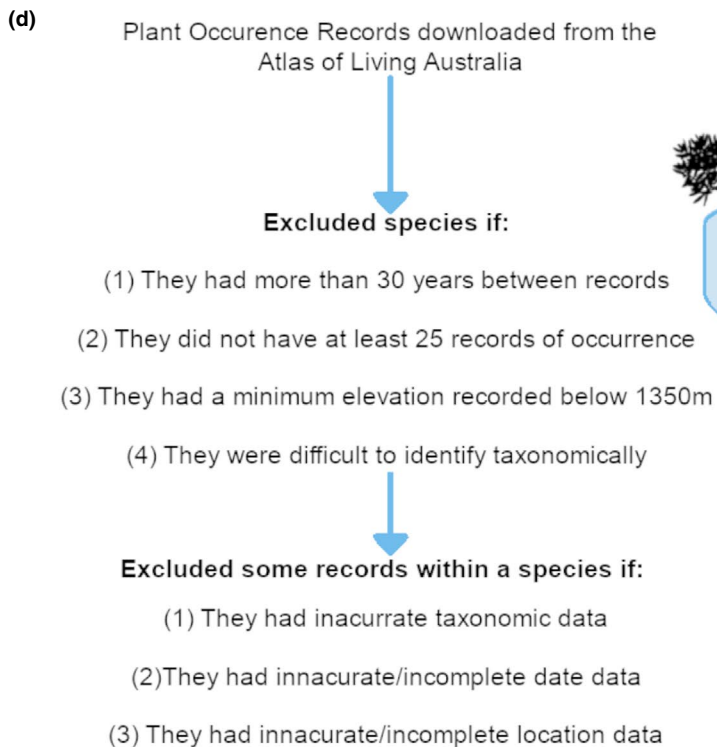 (d)
Plant Occurence Records downloaded from the
Atlas of Living Australia
Excluded species if:
(1) They had more than 30 years between records
(2) They did not have at least 25 records of occurrence
(3) They had a minimum elevation recorded below 1350m
(4) They were difficult to identify taxonomically
Excluded some records within a species if:
(1) They had inacurrate taxonomic data
(2)They had innacurate/incomplete date data
(3) They had innacurate/incomplete location data